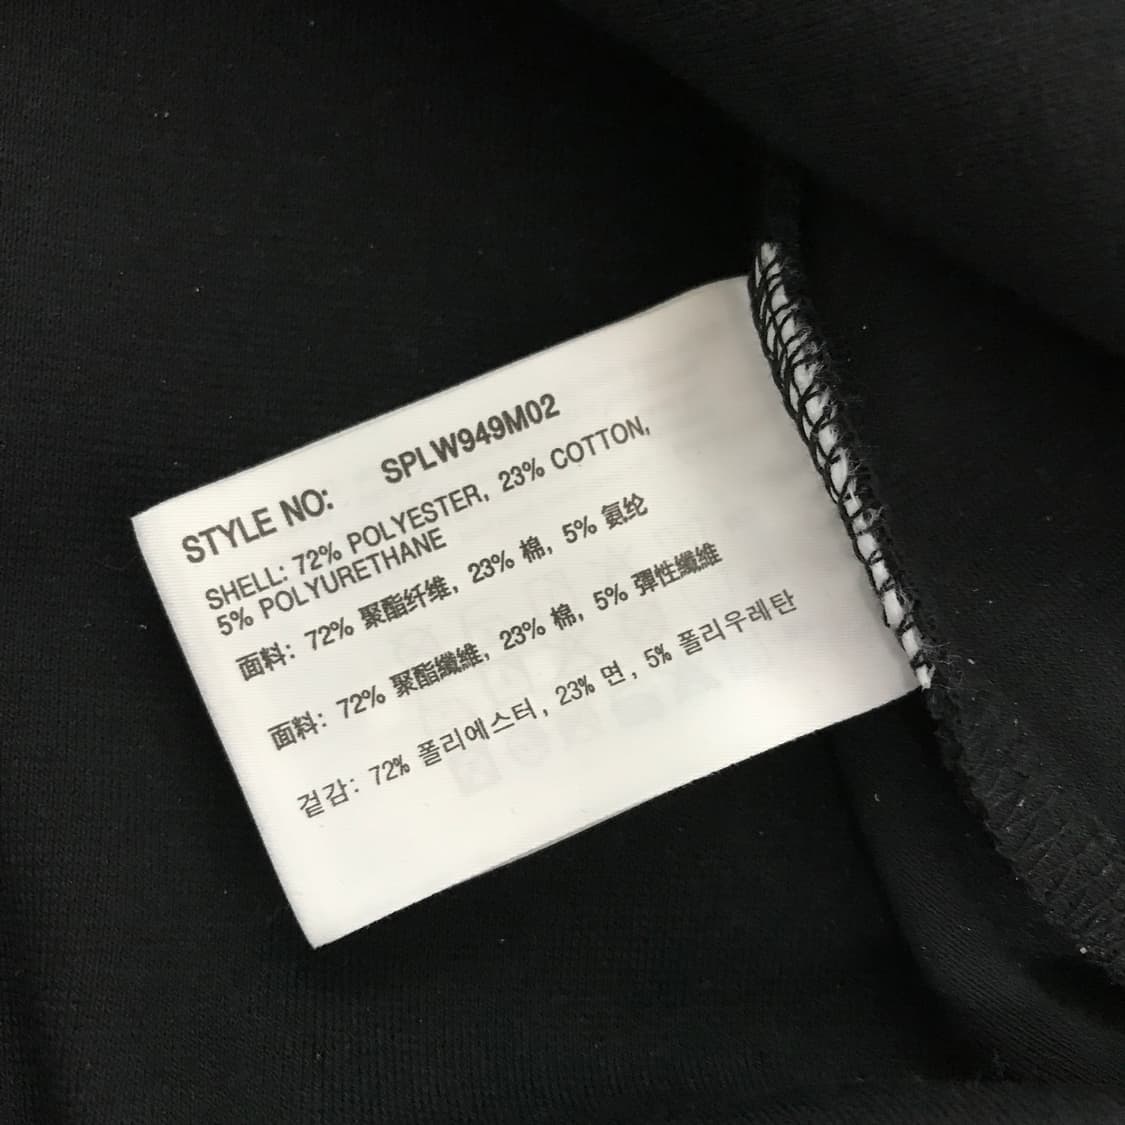 STYLE NO: SPLW949M02
SHELL: 72% POLYESTER, 23% COTTON,
5% POLYURETHANE
面料: 72% 聚酯纤维, 23% 棉, 5% 氨纶
面料: 72% 聚酯纖維, 23% 棉, 5% 彈性纖維
겉감: 72% 폴리에스터, 23% 면, 5% 폴리우레탄